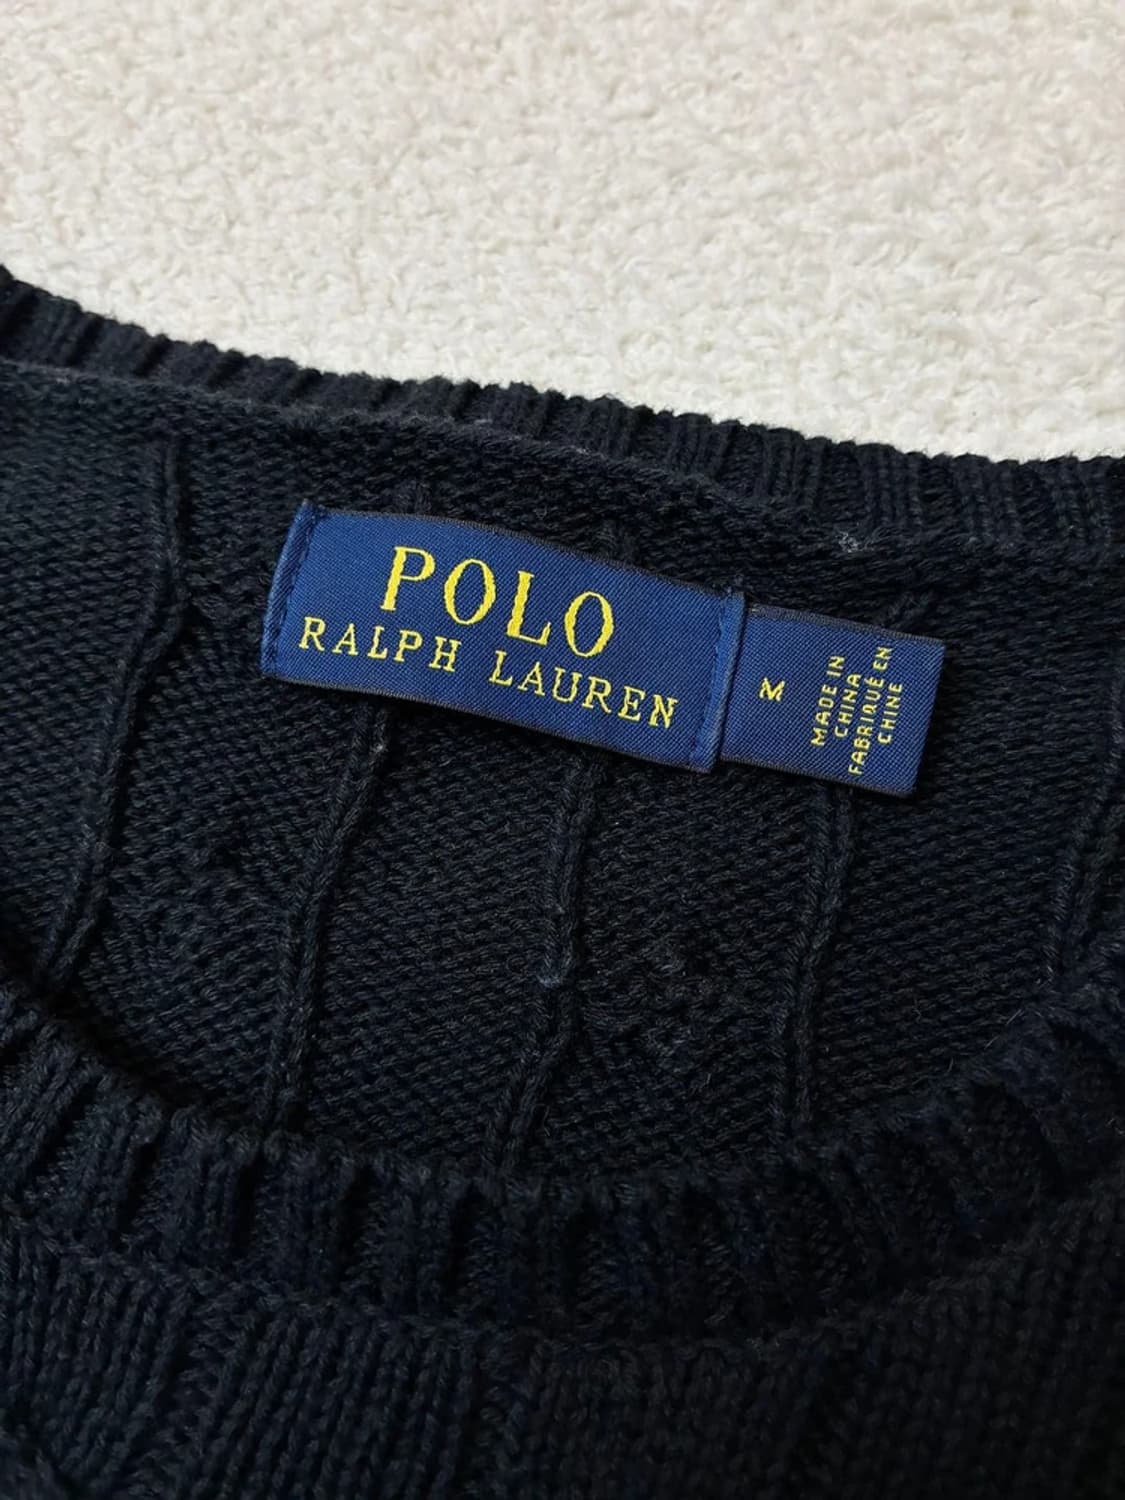 POLO
RALPH LAUREN
M
MADE IN
CHINA
FABRIQUÉ EN
CHINE